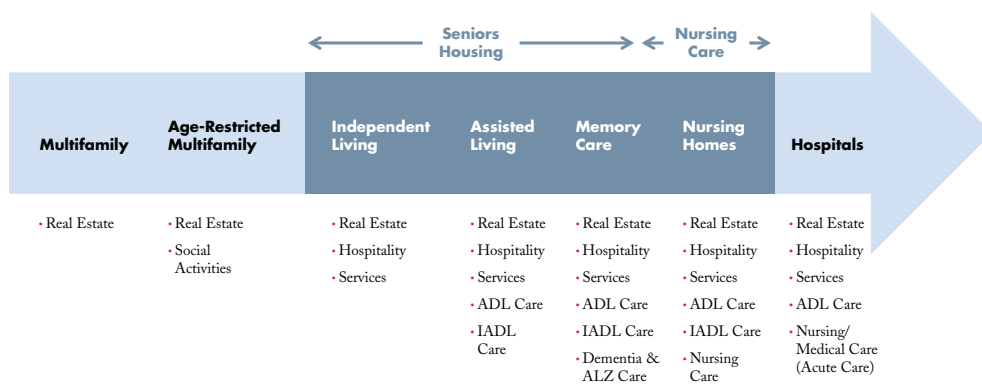 Seniors
Housing
Nursing
Care
Multifamily
Age-Restricted
Multifamily
Independent
Living
Assisted
Living
Memory
Care
Nursing
Homes
Hospitals
• Real Estate
• Real Estate
• Social
Activities
• Real Estate
• Hospitality
• Services
• Real Estate
• Hospitality
• Services
• ADL Care
• IADL
Care
• Real Estate
• Hospitality
• Services
• ADL Care
• IADL Care
• Dementia &
ALZ Care
• Real Estate
• Hospitality
• Services
• ADL Care
• IADL Care
• Nursing
Care
• Real Estate
• Hospitality
• Services
• ADL Care
• Nursing/
Medical Care
(Acute Care)